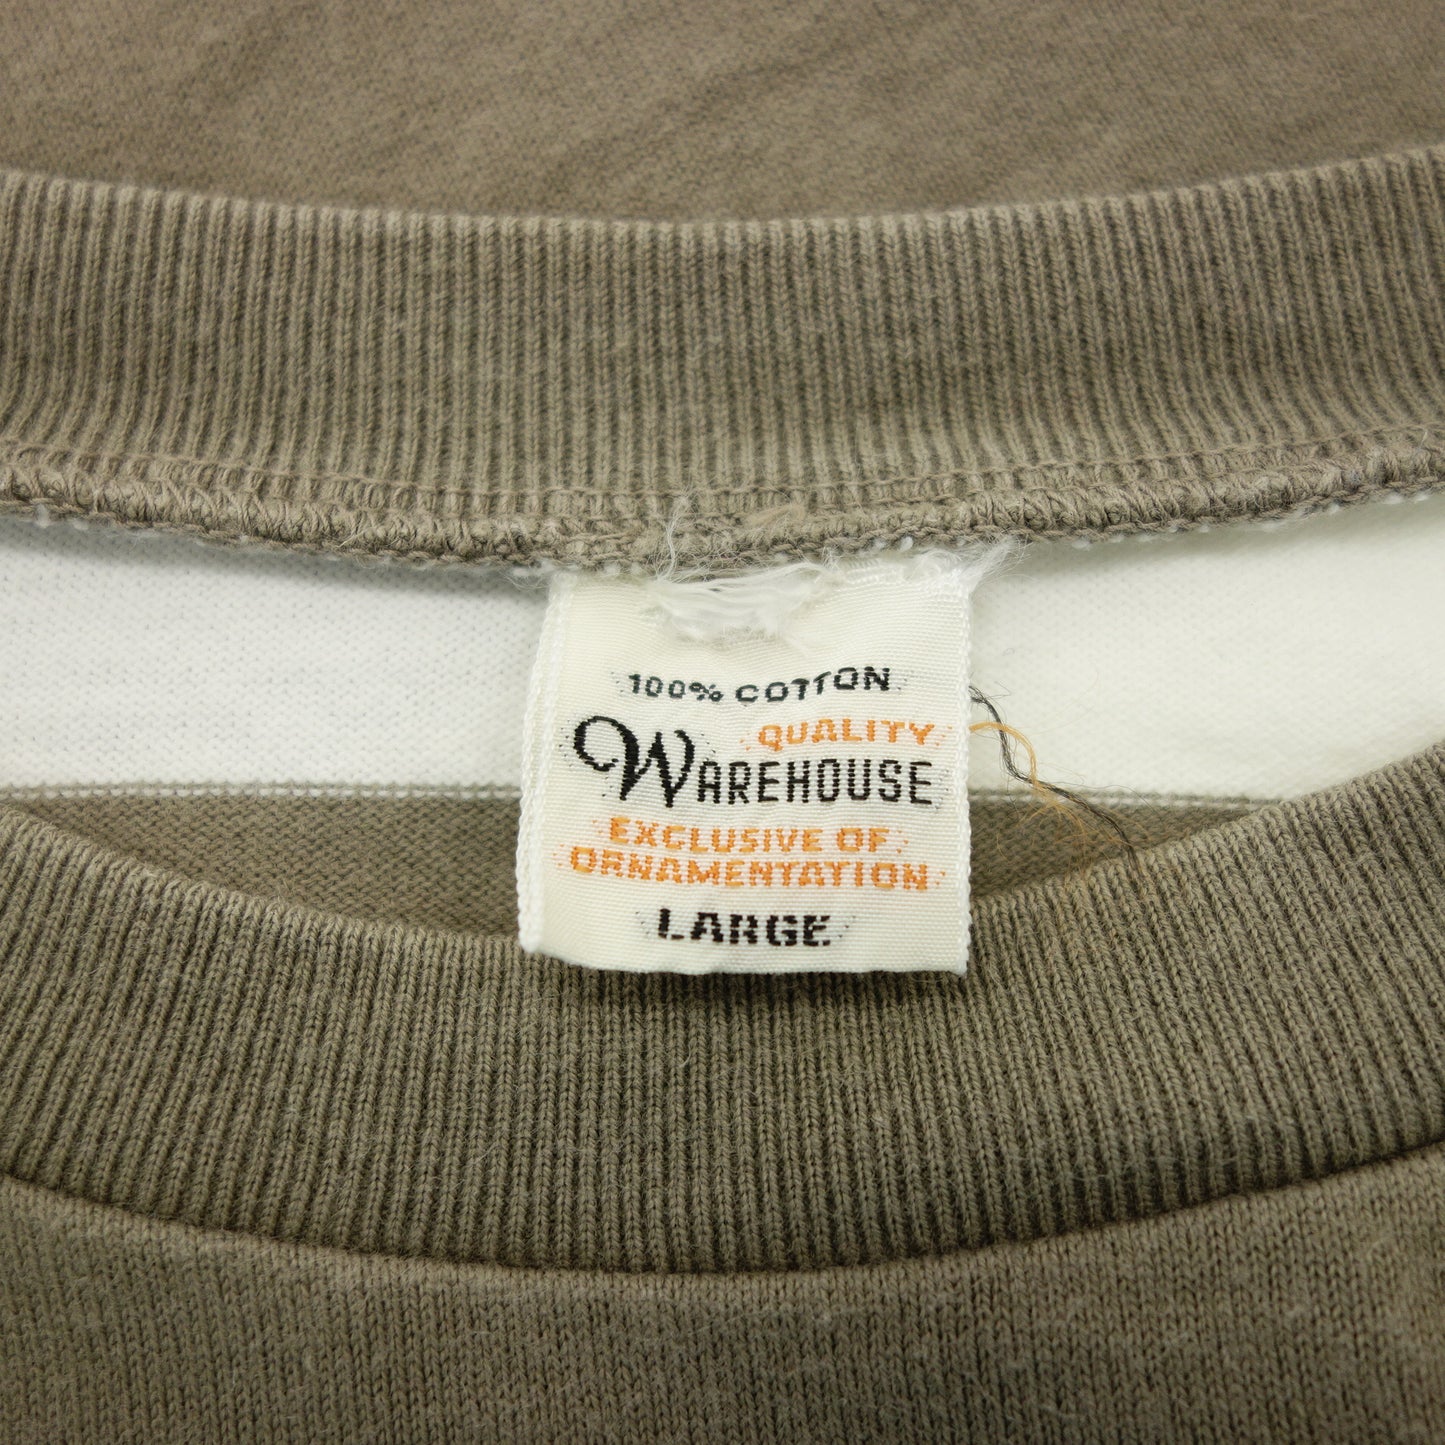 100% COTTON
QUALITY
WAREHOUSE
EXCLUSIVE OF
ORNAMENTATION
LARGE